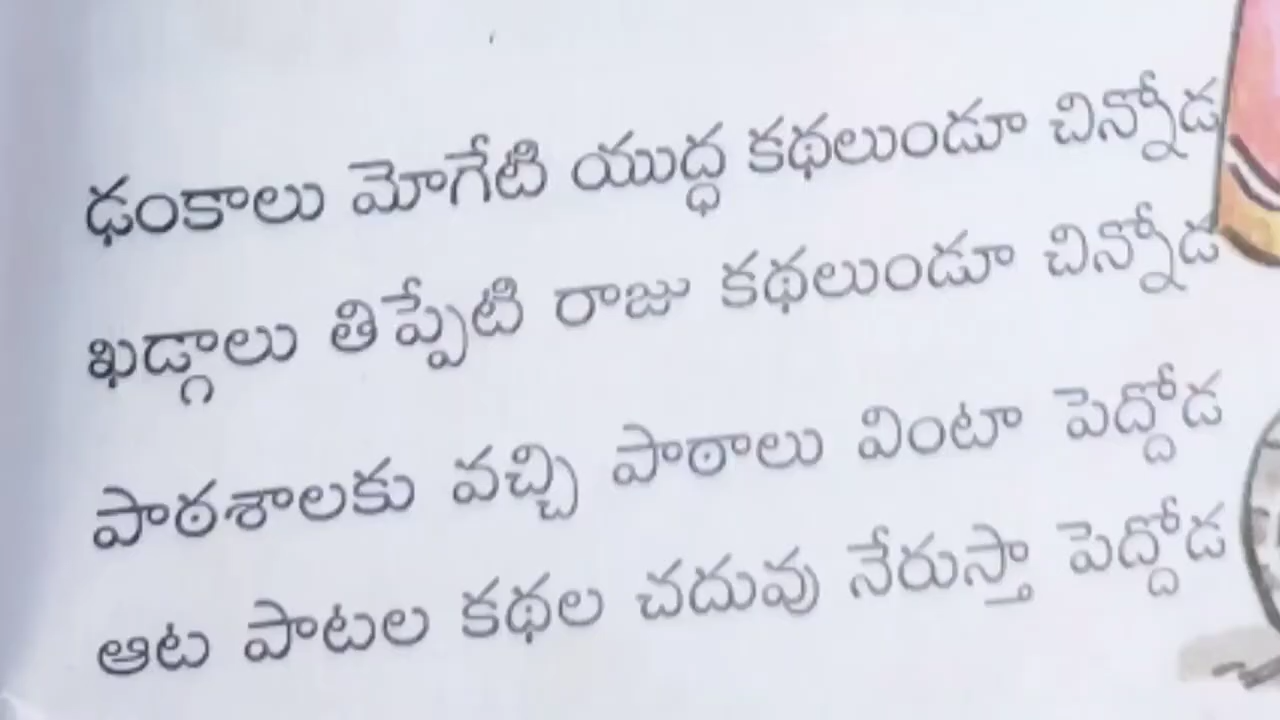 ఢంకాలు మోగేటి యుద్ధ కథలుండూ చిన్నోడ
ఖడ్గాలు తిప్పేటి రాజు కథలుండూ చిన్నోడ
పాఠశాలకు వచ్చి పాఠాలు వింటా పెద్దోడ
ఆట పాటల కథల చదువు నేరుస్తా పెద్దోడ